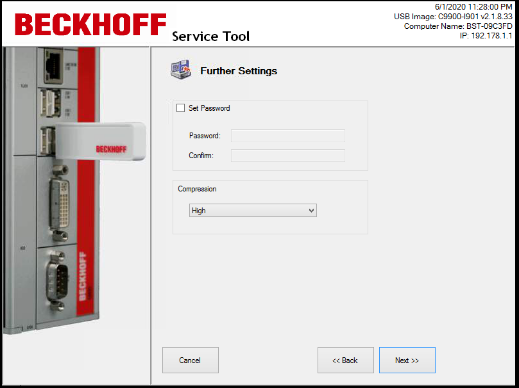 BECKHOFF Service Tool
6/1/2020 11:28:00 PM
USB Image: C9900-I901 v2.1.8.33
Computer Name: BST-09C3FD
IP: 192.178.1.1
Further Settings
Set Password
Password:
Confirm:
Compression
High
Cancel
<< Back
Next >>
BECKHOFF
BECKHOFF